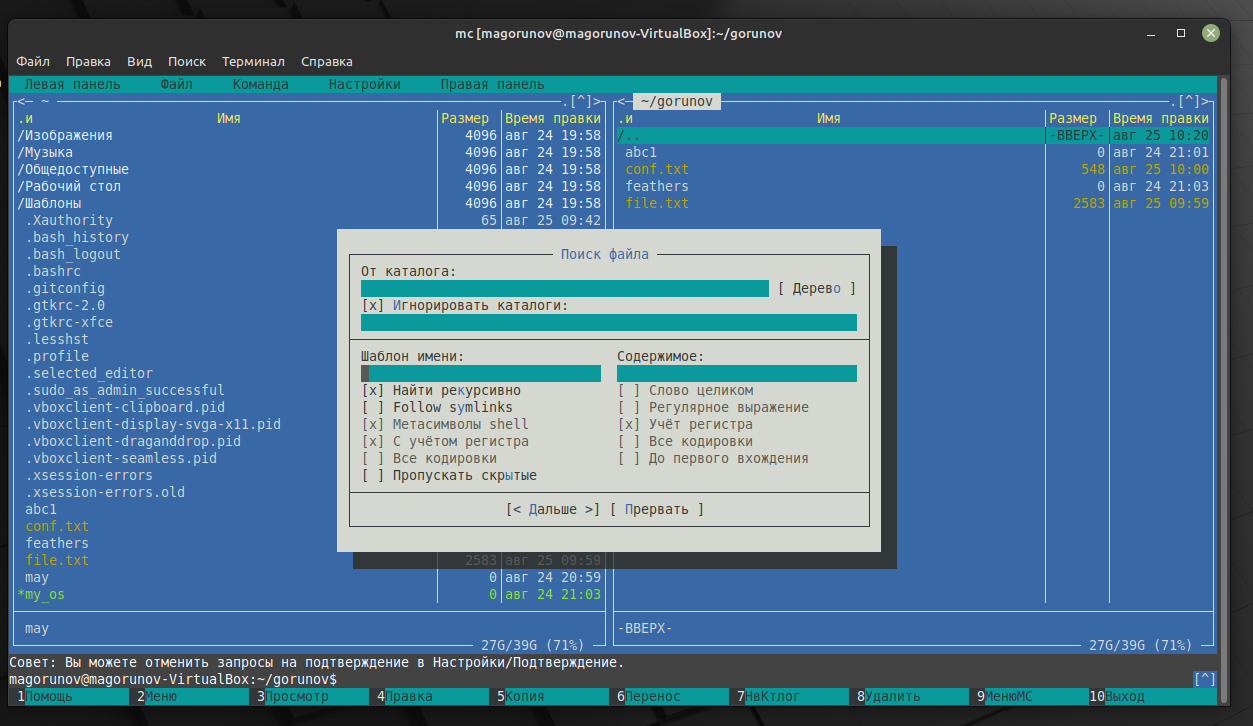 mc [magorunov@magorunov-VirtualBox]:~/gorunov
Файл Правка Вид Поиск Терминал Справка
Левая панель Файл Команда Настройки Правая панель
<— ~ .[^]>
.и Имя Размер Время правки
/Изображения 4096 авг 24 19:58
/Музыка 4096 авг 24 19:58
/Общедоступные 4096 авг 24 19:58
/Рабочий стол 4096 авг 24 19:58
/Шаблоны 4096 авг 24 19:58
.Xauthority 65 авг 25 09:42
.bash_history
.bash_logout
.bashrc
.gitconfig
.gtkrc-2.0
.gtkrc-xfce
.lesshst
.profile
.selected_editor
.sudo_as_admin_successful
.vboxclient-clipboard.pid
.vboxclient-display-svga-x11.pid
.vboxclient-draganddrop.pid
.vboxclient-seamless.pid
.xsession-errors
.xsession-errors.old
abc1
conf.txt
feathers
file.txt 2583 авг 25 09:59
may 0 авг 24 20:59
*my_os 0 авг 24 21:03
may
27G/39G (71%)
<— ~/gorunov .[^]>
.и Имя Размер Время правки
/.. -ВВЕРХ- авг 25 10:20
abc1 0 авг 24 21:01
conf.txt 548 авг 25 10:00
feathers 0 авг 24 21:03
file.txt 2583 авг 25 09:59
-ВВЕРХ-
27G/39G (71%)
Поиск файла
От каталога:
[ Дерево ]
[x] Игнорировать каталоги:
Шаблон имени:
[x] Найти рекурсивно
[ ] Follow symlinks
[x] Метасимволы shell
[x] С учётом регистра
[ ] Все кодировки
[ ] Пропускать скрытые
Содержимое:
[ ] Слово целиком
[ ] Регулярное выражение
[x] Учёт регистра
[ ] Все кодировки
[ ] До первого вхождения
[< Дальше >] [ Прервать ]
Совет: Вы можете отменить запросы на подтверждение в Настройки/Подтверждение.
magorunov@magorunov-VirtualBox:~/gorunov$ [^]
1Помощь 2Меню 3Просмотр 4Правка 5Копия 6Перенос 7НвКтлог 8Удалить 9МенюМС 10Выход